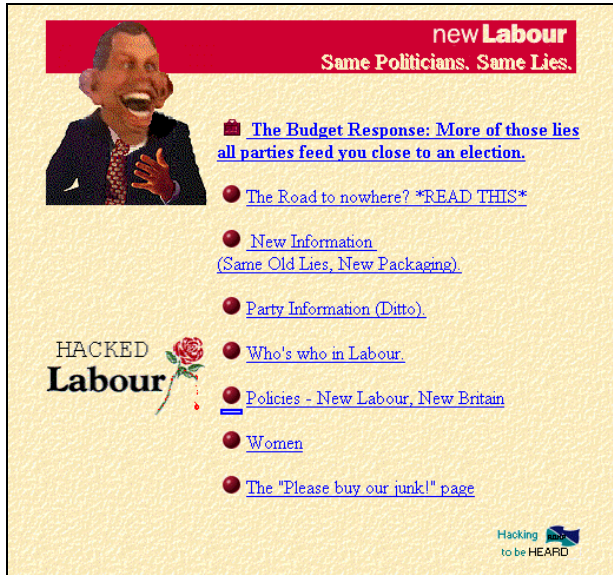 new Labour
Same Politicians. Same Lies.
The Budget Response: More of those lies
all parties feed you close to an election.
The Road to nowhere? *READ THIS*
New Information
(Same Old Lies, New Packaging).
Party Information (Ditto).
HACKED
Labour
Who's who in Labour.
Policies - New Labour, New Britain
Women
The "Please buy our junk!" page
Hacking
to be HEARD